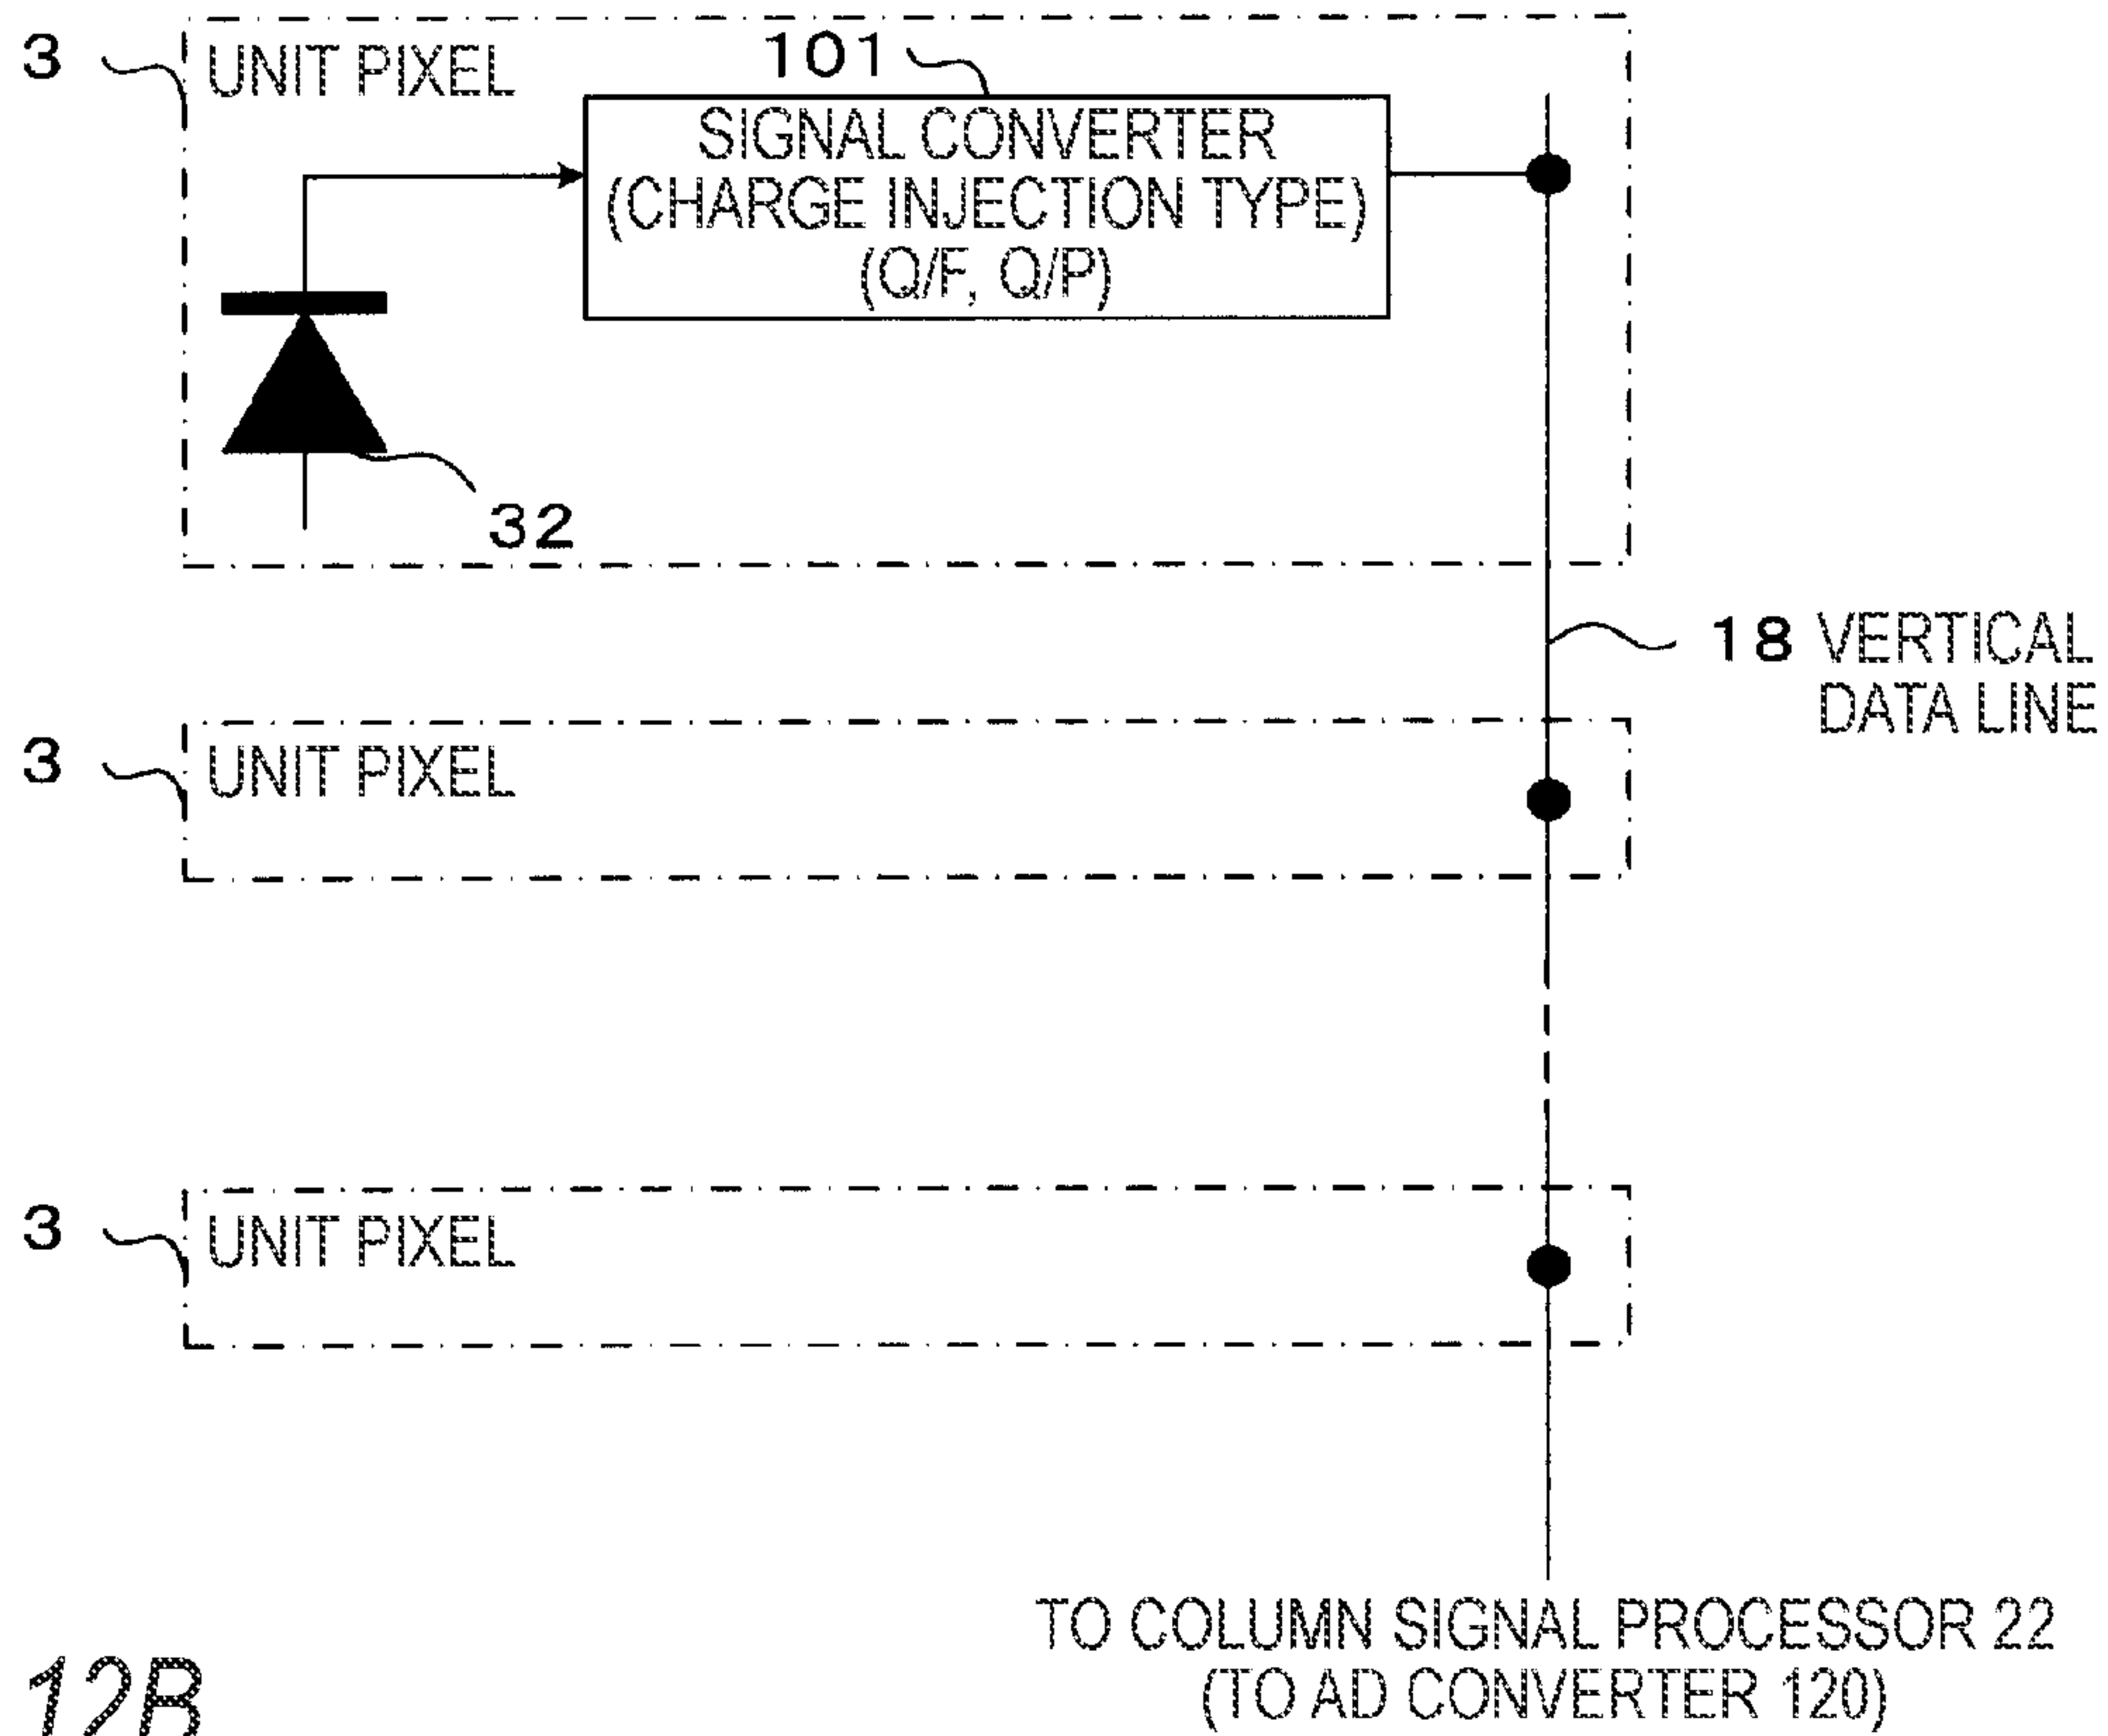 3
UNIT PIXEL
101
SIGNAL CONVERTER
(CHARGE INJECTION TYPE)
(Q/F, Q/P)
32
18 VERTICAL
DATA LINE
3
UNIT PIXEL
3
UNIT PIXEL
TO COLUMN SIGNAL PROCESSOR 22
(TO AD CONVERTER 120)
12B